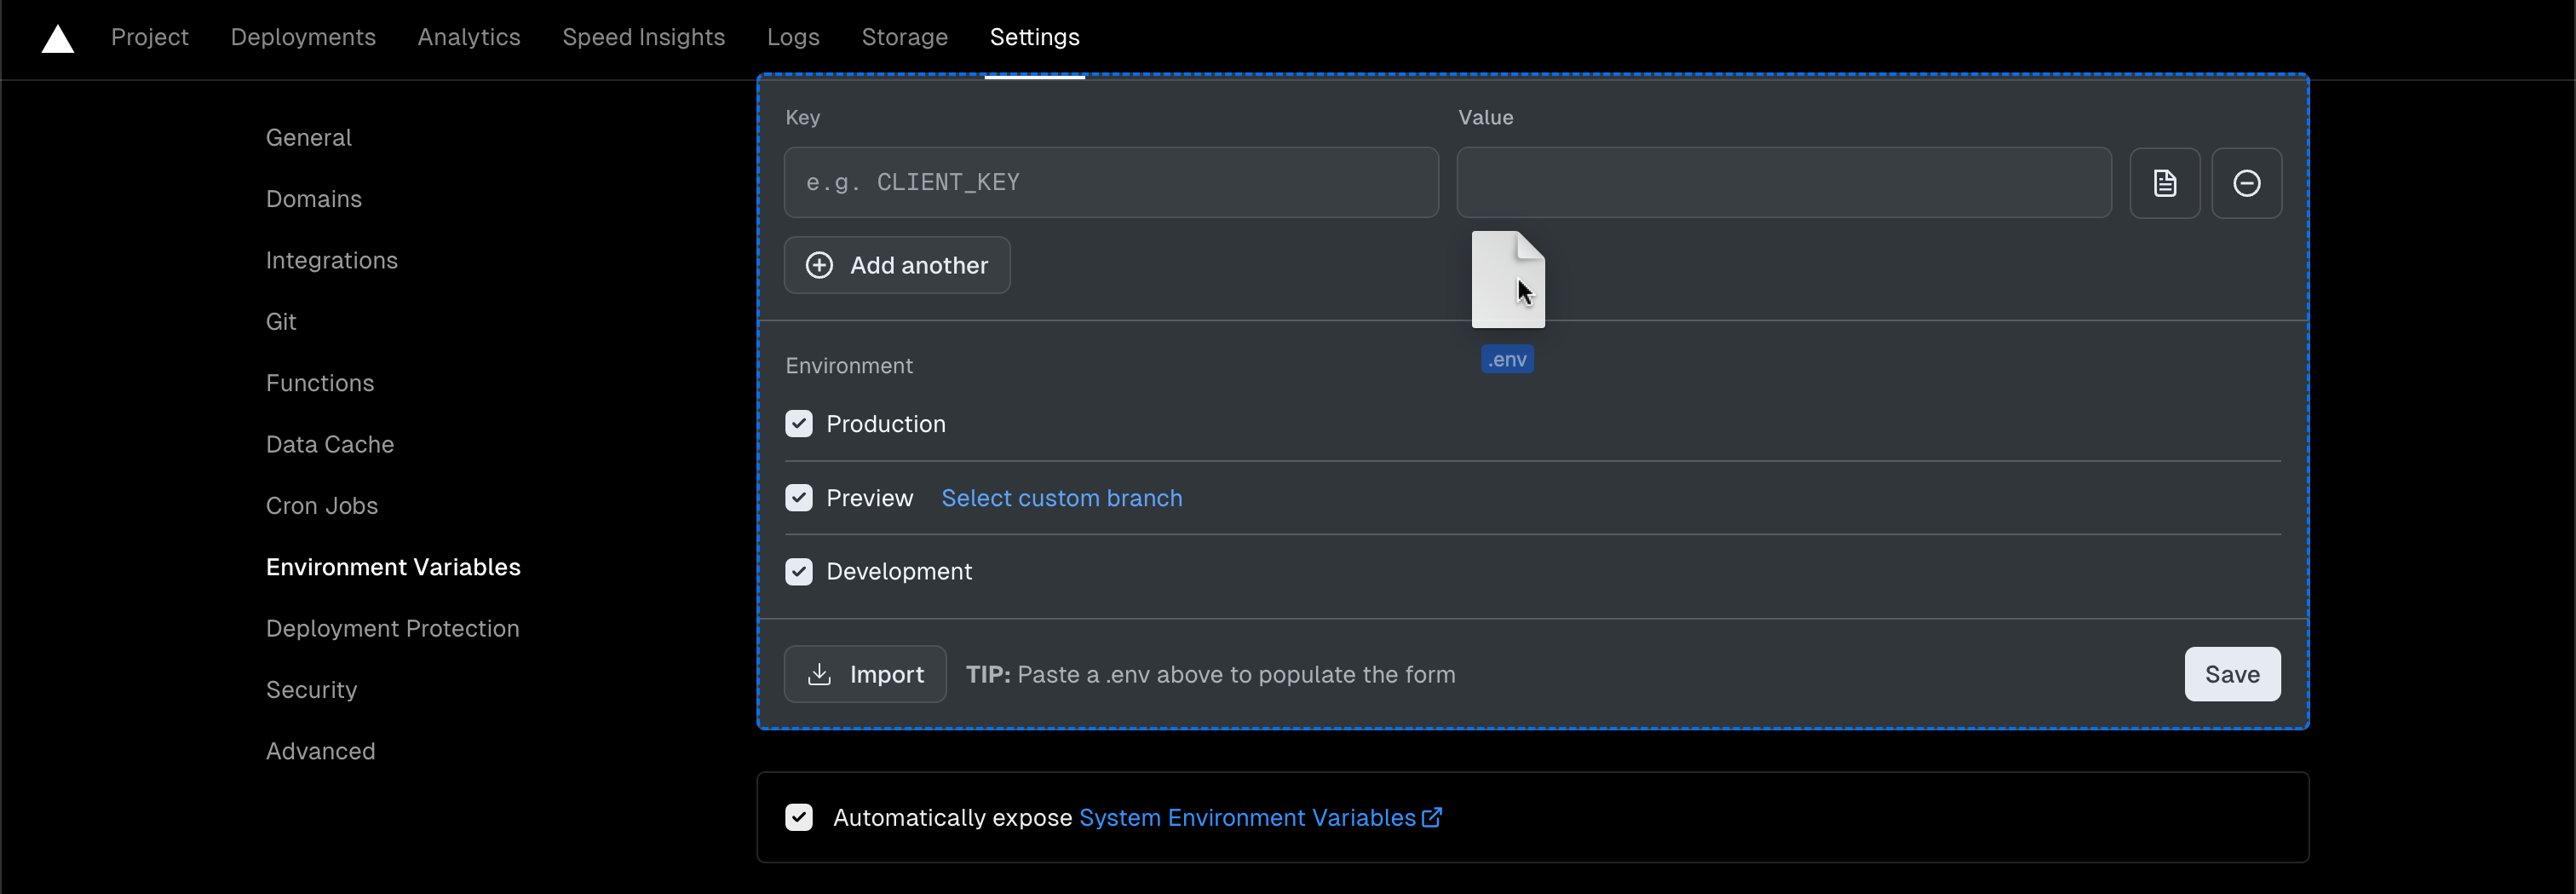 Project Deployments Analytics Speed Insights Logs Storage Settings
General
Domains
Integrations
Git
Functions
Data Cache
Cron Jobs
Environment Variables
Deployment Protection
Security
Advanced
Key Value
e.g. CLIENT_KEY
Add another
.env
Environment
Production
Preview Select custom branch
Development
Import TIP: Paste a .env above to populate the form Save
Automatically expose System Environment Variables